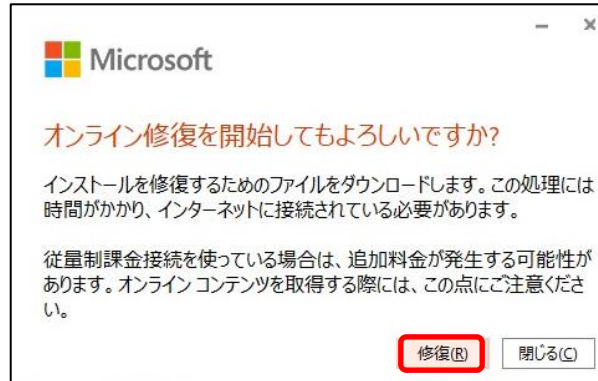 Microsoft
オンライン修復を開始してもよろしいですか?
インストールを修復するためのファイルをダウンロードします。この処理には
時間がかかり、インターネットに接続されている必要があります。
従量制課金接続を使っている場合は、追加料金が発生する可能性が
あります。オンライン コンテンツを取得する際には、この点にご注意くださ
い。
修復(R) 閉じる(C)